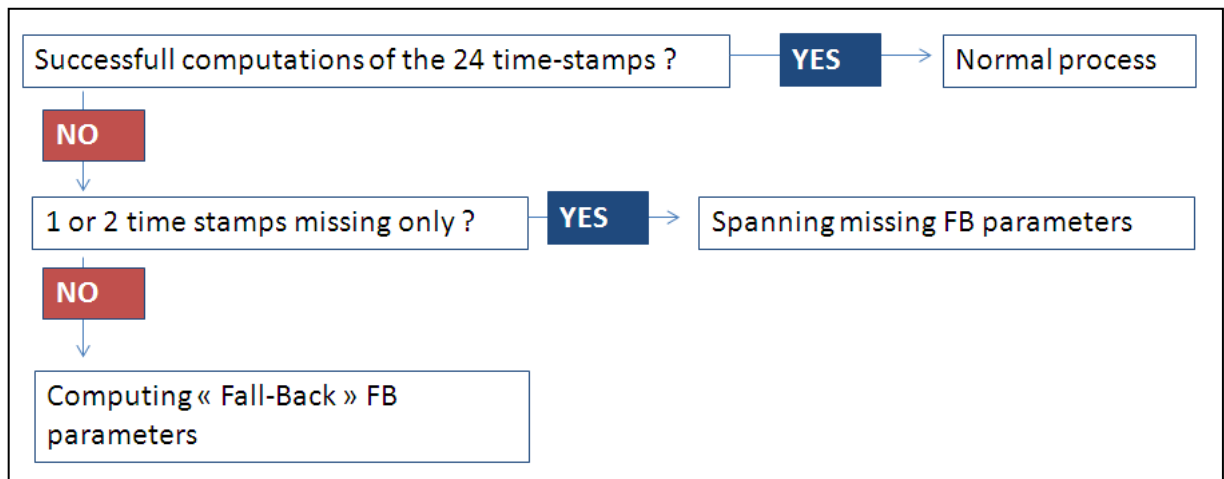 Successfull computations of the 24 time-stamps ?
YES
Normal process
NO
1 or 2 time stamps missing only ?
YES
Spanning missing FB parameters
NO
Computing « Fall-Back » FB
parameters